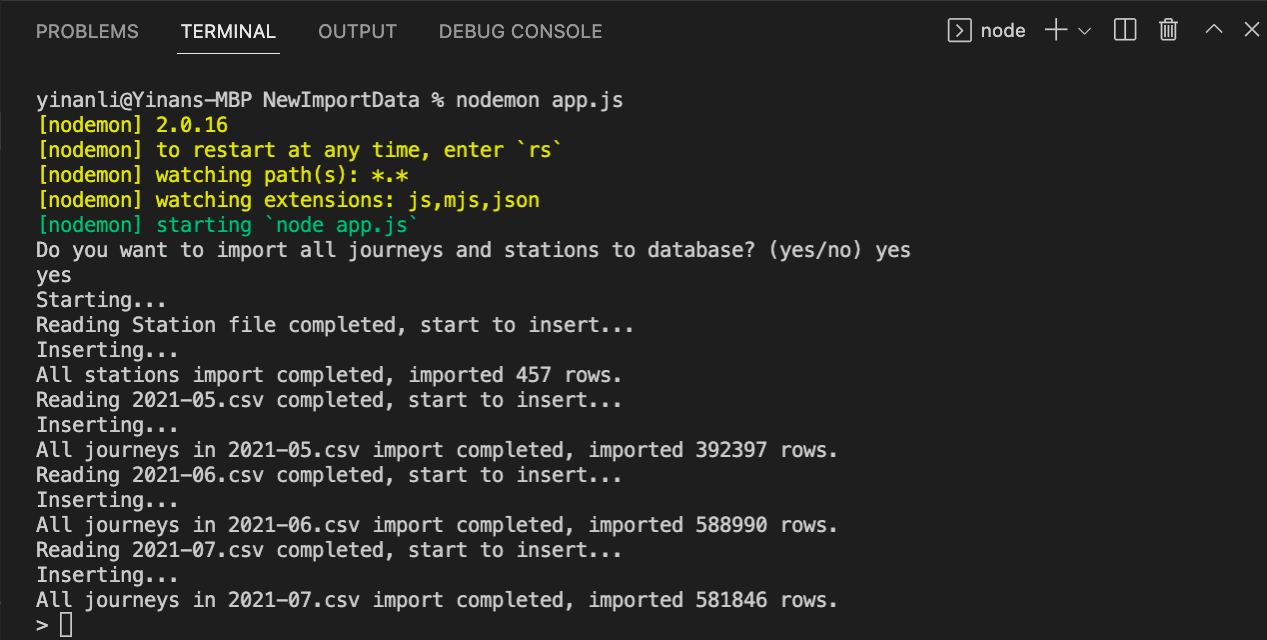 PROBLEMS TERMINAL OUTPUT DEBUG CONSOLE node
yinanli@Yinans-MBP NewImportData % nodemon app.js
[nodemon] 2.0.16
[nodemon] to restart at any time, enter `rs`
[nodemon] watching path(s): *.*
[nodemon] watching extensions: js,mjs,json
[nodemon] starting `node app.js`
Do you want to import all journeys and stations to database? (yes/no) yes
yes
Starting...
Reading Station file completed, start to insert...
Inserting...
All stations import completed, imported 457 rows.
Reading 2021-05.csv completed, start to insert...
Inserting...
All journeys in 2021-05.csv import completed, imported 392397 rows.
Reading 2021-06.csv completed, start to insert...
Inserting...
All journeys in 2021-06.csv import completed, imported 588990 rows.
Reading 2021-07.csv completed, start to insert...
Inserting...
All journeys in 2021-07.csv import completed, imported 581846 rows.
>